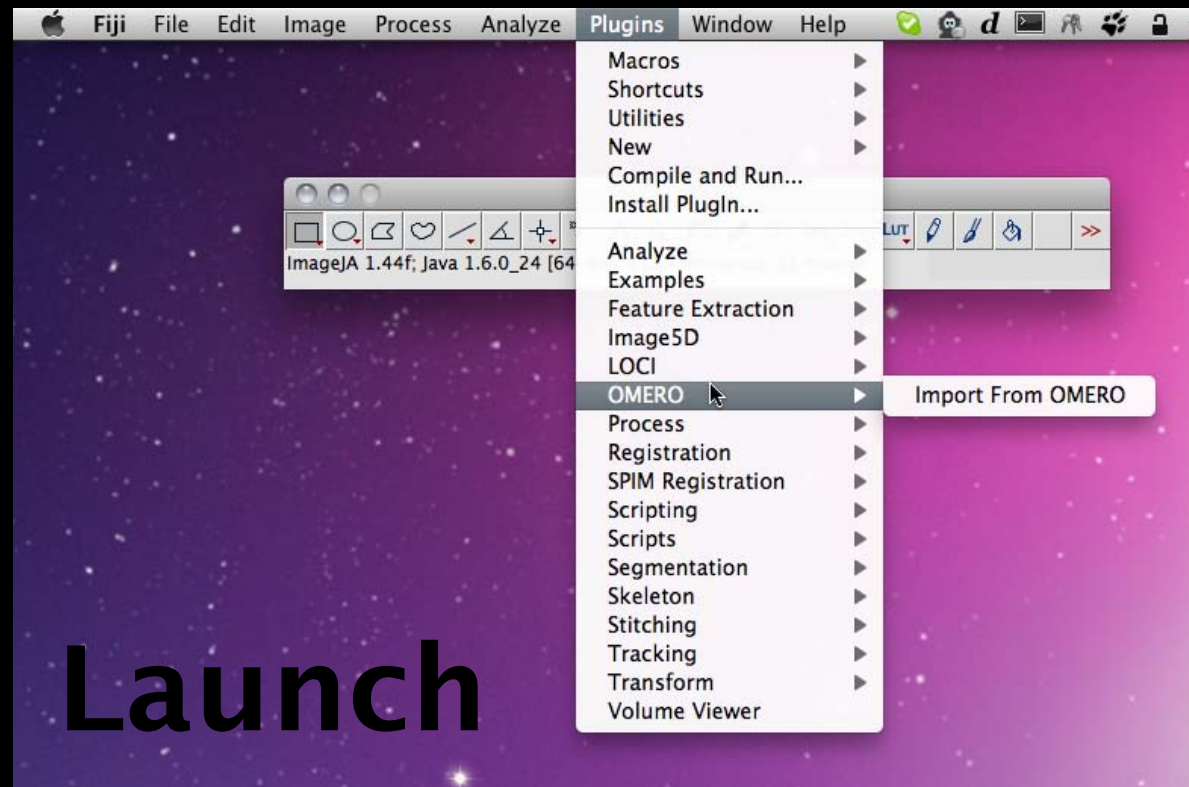 Fiji File Edit Image Process Analyze Plugins Window Help d
Macros
Shortcuts
Utilities
New
Compile and Run...
Install PlugIn...
LUT >>
ImageJA 1.44f; Java 1.6.0_24 [64
Analyze
Examples
Feature Extraction
Image5D
LOCI
OMERO
Import From OMERO
Process
Registration
SPIM Registration
Scripting
Scripts
Segmentation
Skeleton
Stitching
Tracking
Transform
Volume Viewer
Launch